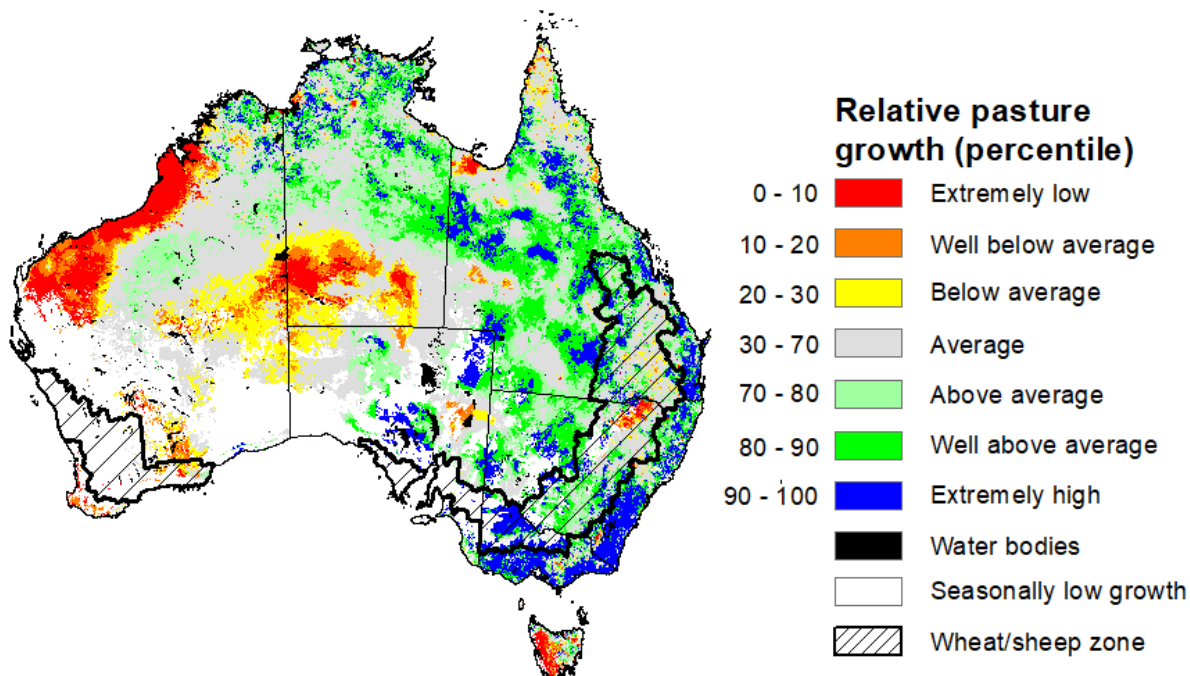 Relative pasture
growth (percentile)
0 - 10 Extremely low
10 - 20 Well below average
20 - 30 Below average
30 - 70 Average
70 - 80 Above average
80 - 90 Well above average
90 - 100 Extremely high
Water bodies
Seasonally low growth
Wheat/sheep zone